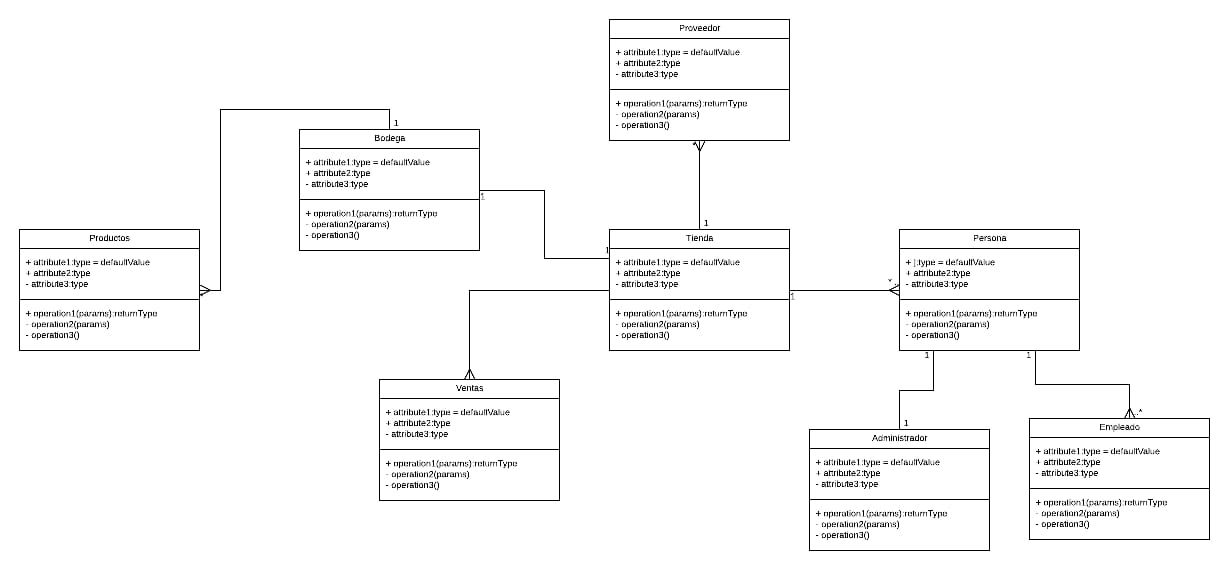 Proveedor
+ attribute1:type = defaultValue
+ attribute2:type
- attribute3:type
+ operation1(params):returnType
- operation2(params)
- operation3()
*
1
1
Bodega
+ attribute1:type = defaultValue
+ attribute2:type
- attribute3:type
+ operation1(params):returnType
- operation2(params)
- operation3()
1
1
Productos
+ attribute1:type = defaultValue
+ attribute2:type
- attribute3:type
+ operation1(params):returnType
- operation2(params)
- operation3()
Tienda
+ attribute1:type = defaultValue
+ attribute2:type
- attribute3:type
+ operation1(params):returnType
- operation2(params)
- operation3()
1
*
Persona
+ [:type = defaultValue
+ attribute2:type
- attribute3:type
+ operation1(params):returnType
- operation2(params)
- operation3()
1
1
Ventas
+ attribute1:type = defaultValue
+ attribute2:type
- attribute3:type
+ operation1(params):returnType
- operation2(params)
- operation3()
1
Administrador
+ attribute1:type = defaultValue
+ attribute2:type
- attribute3:type
+ operation1(params):returnType
- operation2(params)
- operation3()
..*
Empleado
+ attribute1:type = defaultValue
+ attribute2:type
- attribute3:type
+ operation1(params):returnType
- operation2(params)
- operation3()